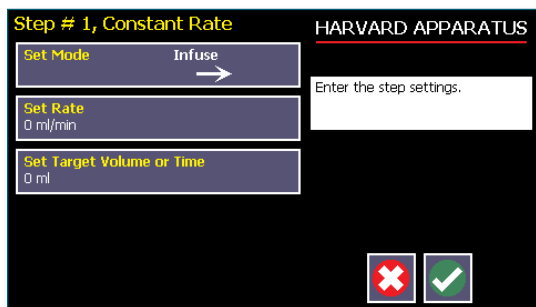 Step # 1, Constant Rate
Set Mode Infuse
Set Rate
0 ml/min
Set Target Volume or Time
0 ml
HARVARD APPARATUS
Enter the step settings.